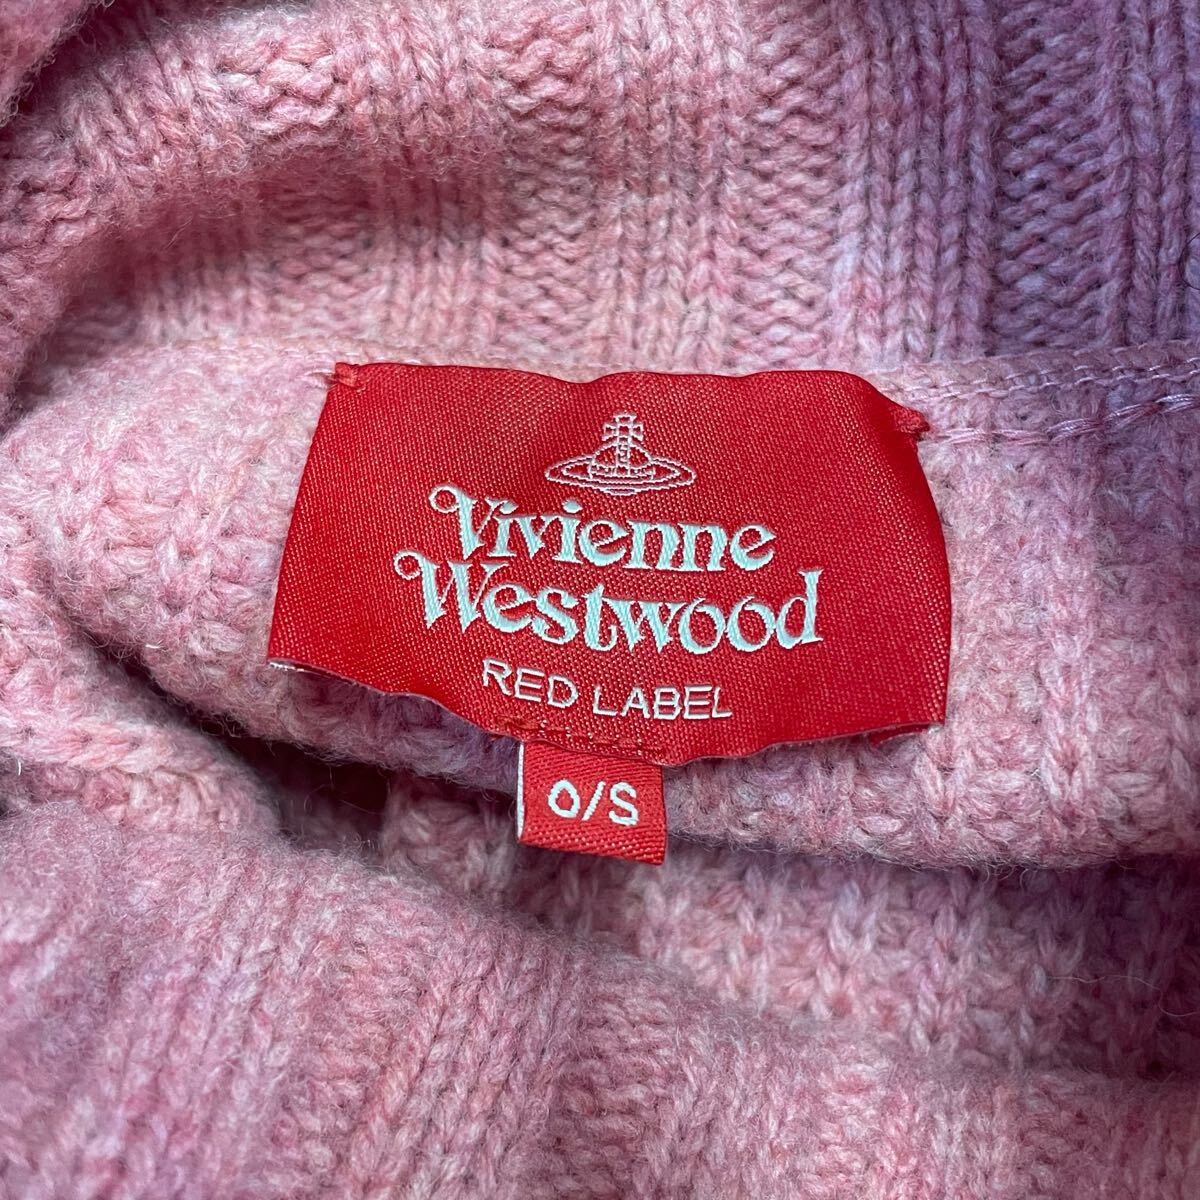 Vivienne
Westwood
RED LABEL
O/S